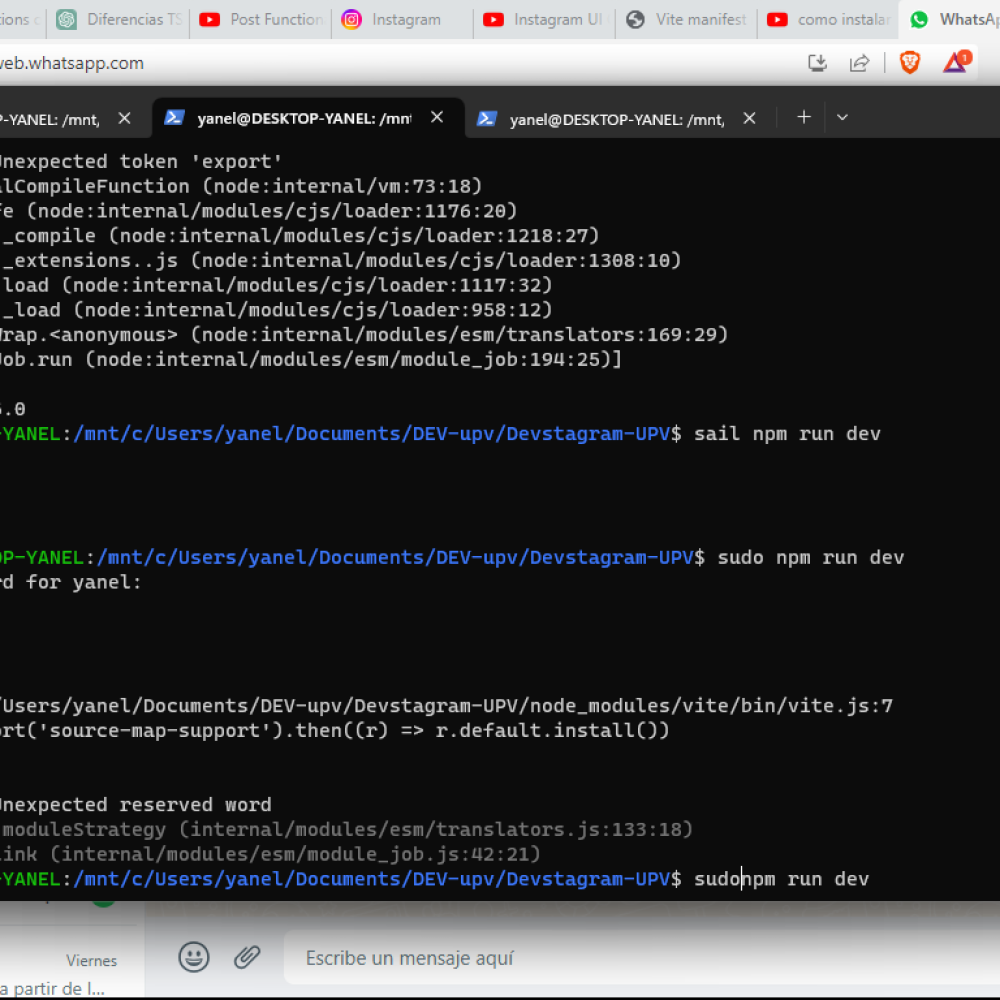 Diferencias TS
Post Function
Instagram
Instagram UI
Vite manifest
como instalar
WhatsAp
web.whatsapp.com
1
P-YANEL: /mnt,
yanel@DESKTOP-YANEL: /mnt
yanel@DESKTOP-YANEL: /mnt,
Unexpected token 'export'
alCompileFunction (node:internal/vm:73:18)
fe (node:internal/modules/cjs/loader:1176:20)
._compile (node:internal/modules/cjs/loader:1218:27)
._extensions..js (node:internal/modules/cjs/loader:1308:10)
load (node:internal/modules/cjs/loader:1117:32)
._load (node:internal/modules/cjs/loader:958:12)
Wrap.<anonymous> (node:internal/modules/esm/translators:169:29)
Job.run (node:internal/modules/esm/module_job:194:25)]
.0
-YANEL:/mnt/c/Users/yanel/Documents/DEV-upv/Devstagram-UPV$ sail npm run dev
OP-YANEL:/mnt/c/Users/yanel/Documents/DEV-upv/Devstagram-UPV$ sudo npm run dev
rd for yanel:
/Users/yanel/Documents/DEV-upv/Devstagram-UPV/node_modules/vite/bin/vite.js:7
ort('source-map-support').then((r) => r.default.install())
Unexpected reserved word
moduleStrategy (internal/modules/esm/translators.js:133:18)
ink (internal/modules/esm/module_job.js:42:21)
-YANEL:/mnt/c/Users/yanel/Documents/DEV-upv/Devstagram-UPV$ sudo npm run dev
Viernes
Escribe un mensaje aquí
a partir de l...